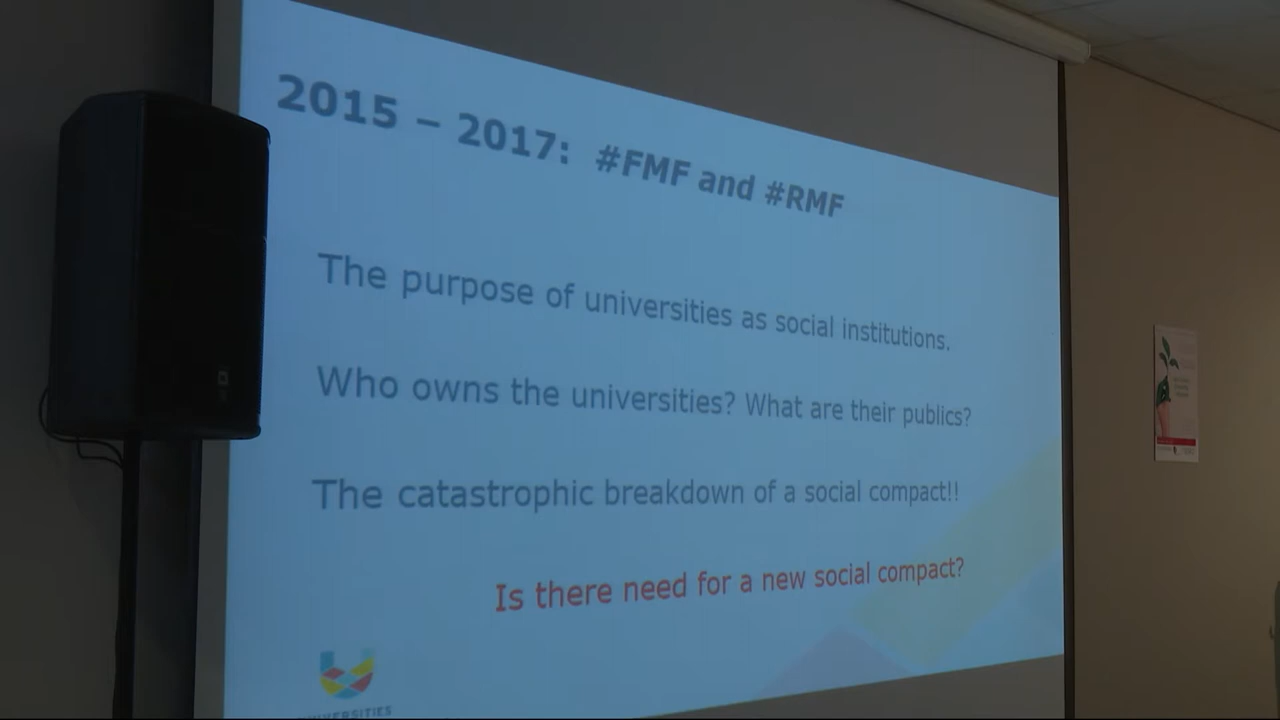 2015 – 2017: #FMF and #RMF
The purpose of universities as social institutions.
Who owns the universities? What are their publics?
The catastrophic breakdown of a social compact!!
Is there need for a new social compact?